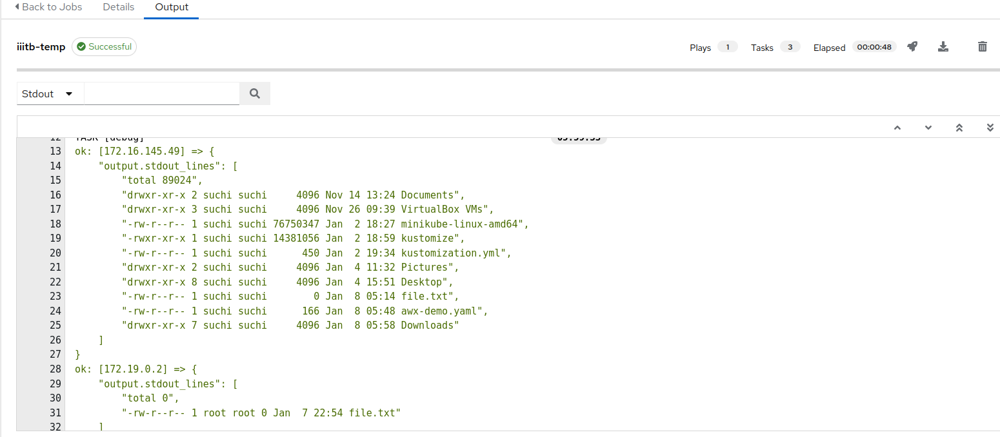 Back to Jobs Details Output
iiitb-temp Successful Plays 1 Tasks 3 Elapsed 00:00:48
Stdout
12 TASK [debug]
13 ok: [172.16.145.49] => {
14     "output.stdout_lines": [
15         "total 89024",
16         "drwxr-xr-x 2 suchi suchi     4096 Nov 14 13:24 Documents",
17         "drwxr-xr-x 3 suchi suchi     4096 Nov 26 09:39 VirtualBox VMs",
18         "-rw-r--r-- 1 suchi suchi 76750347 Jan  2 18:27 minikube-linux-amd64",
19         "-rwxr-xr-x 1 suchi suchi 14381056 Jan  2 18:59 kustomize",
20         "-rw-r--r-- 1 suchi suchi      450 Jan  2 19:34 kustomization.yml",
21         "drwxr-xr-x 2 suchi suchi     4096 Jan  4 11:32 Pictures",
22         "drwxr-xr-x 8 suchi suchi     4096 Jan  4 15:51 Desktop",
23         "-rw-r--r-- 1 suchi suchi        0 Jan  8 05:14 file.txt",
24         "-rw-r--r-- 1 suchi suchi      166 Jan  8 05:48 awx-demo.yaml",
25         "drwxr-xr-x 7 suchi suchi     4096 Jan  8 05:58 Downloads"
26     ]
27 }
28 ok: [172.19.0.2] => {
29     "output.stdout_lines": [
30         "total 0",
31         "-rw-r--r-- 1 root root 0 Jan  7 22:54 file.txt"
32     ]